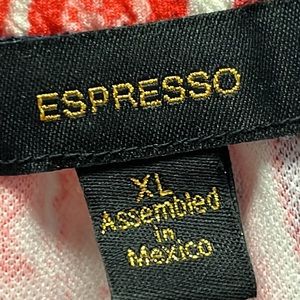 ESPRESSO
XL
Assembled
in
Mexico